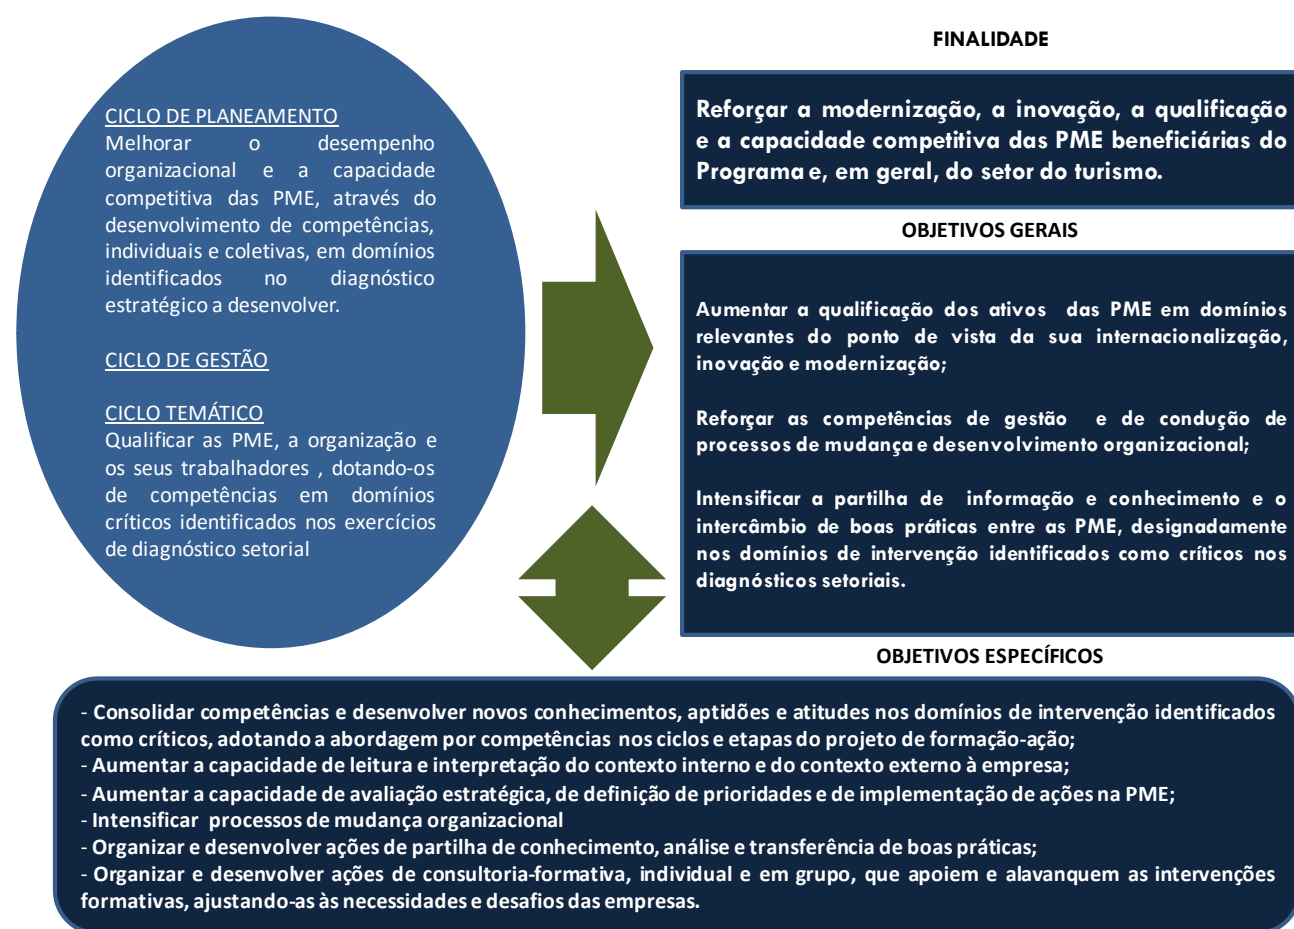 CICLO DE PLANEAMENTO
Melhorar o desempenho
organizacional e a capacidade
competitiva das PME, através do
desenvolvimento de competências,
individuais e coletivas, em domínios
identificados no diagnóstico
estratégico a desenvolver.
CICLO DE GESTÃO
CICLO TEMÁTICO
Qualificar as PME, a organização e
os seus trabalhadores , dotando-os
de competências em domínios
críticos identificados nos exercícios
de diagnóstico setorial
FINALIDADE
Reforçar a modernização, a inovação, a qualificação
e a capacidade competitiva das PME beneficiárias do
Programa e, em geral, do setor do turismo.
OBJETIVOS GERAIS
Aumentar a qualificação dos ativos das PME em domínios
relevantes do ponto de vista da sua internacionalização,
inovação e modernização;
Reforçar as competências de gestão e de condução de
processos de mudança e desenvolvimento organizacional;
Intensificar a partilha de informação e conhecimento e o
intercâmbio de boas práticas entre as PME, designadamente
nos domínios de intervenção identificados como críticos nos
diagnósticos setoriais.
OBJETIVOS ESPECÍFICOS
- Consolidar competências e desenvolver novos conhecimentos, aptidões e atitudes nos domínios de intervenção identificados
como críticos, adotando a abordagem por competências nos ciclos e etapas do projeto de formação-ação;
- Aumentar a capacidade de leitura e interpretação do contexto interno e do contexto externo à empresa;
- Aumentar a capacidade de avaliação estratégica, de definição de prioridades e de implementação de ações na PME;
- Intensificar processos de mudança organizacional
- Organizar e desenvolver ações de partilha de conhecimento, análise e transferência de boas práticas;
- Organizar e desenvolver ações de consultoria-formativa, individual e em grupo, que apoiem e alavanquem as intervenções
formativas, ajustando-as às necessidades e desafios das empresas.